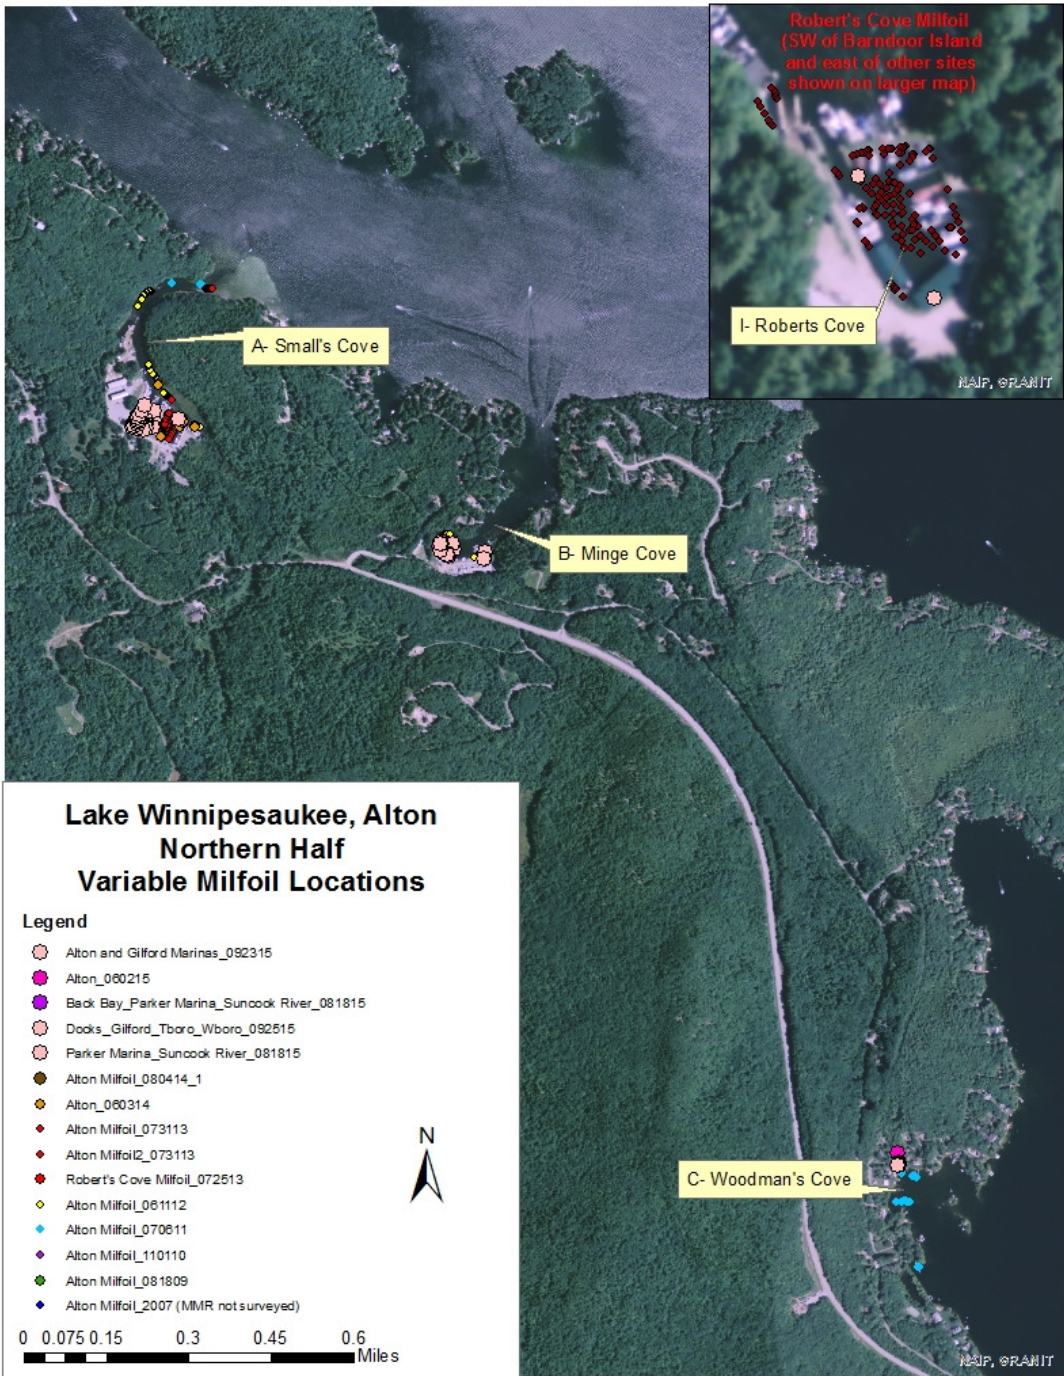 Robert's Cove Milfoil
(SW of Barndoor Island
and east of other sites
shown on larger map)
I- Roberts Cove
NAIP, GRANIT
A- Small's Cove
B- Minge Cove
C- Woodman's Cove
Lake Winnipesaukee, Alton
Northern Half
Variable Milfoil Locations
Legend
Alton and Gilford Marinas_092315
Alton_060215
Back Bay_Parker Marina_Suncook River_081815
Docks_Gilford_Tboro_Wboro_092515
Parker Marina_Suncook River_081815
Alton Milfoil_080414_1
Alton_060314
Alton Milfoil_073113
Alton Milfoil2_073113
Robert's Cove Milfoil_072513
Alton Milfoil_061112
Alton Milfoil_070611
Alton Milfoil_110110
Alton Milfoil_081809
Alton Milfoil_2007 (MMR not surveyed)
N
0 0.075 0.15 0.3 0.45 0.6
Miles
NAIP, GRANIT